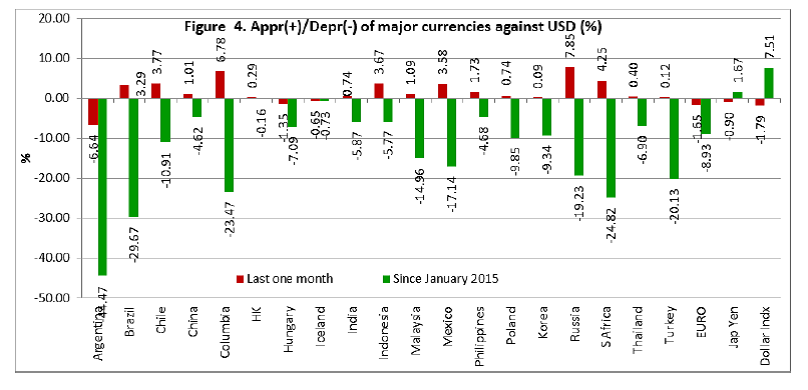 Figure 4. Appr(+)/Depr(-) of major currencies against USD (%)
20.00
10.00
0.00
-10.00
-20.00
-30.00
-40.00
-50.00
%
-6.64
3.29
3.77
1.01
6.78
0.29
-1.35
-0.65
0.74
3.67
1.09
3.58
1.73
0.74
0.09
7.85
4.25
0.40
0.12
-1.65
-0.90
-1.79
-29.67
-10.91
-4.62
-23.47
-0.16
-7.09
-0.73
-5.87
-5.77
-14.96
-17.14
-4.68
-9.85
-9.34
-19.23
-24.82
-6.90
-20.13
-8.93
1.67
7.51
Last one month
Since January 2015
Argentina
Brazil
Chile
China
Columbia
HK
Hungary
Iceland
India
Indonesia
Malaysia
Mexico
Philippines
Poland
Korea
Russia
S Africa
Thailand
Turkey
EURO
Jap Yen
Dollar Indx